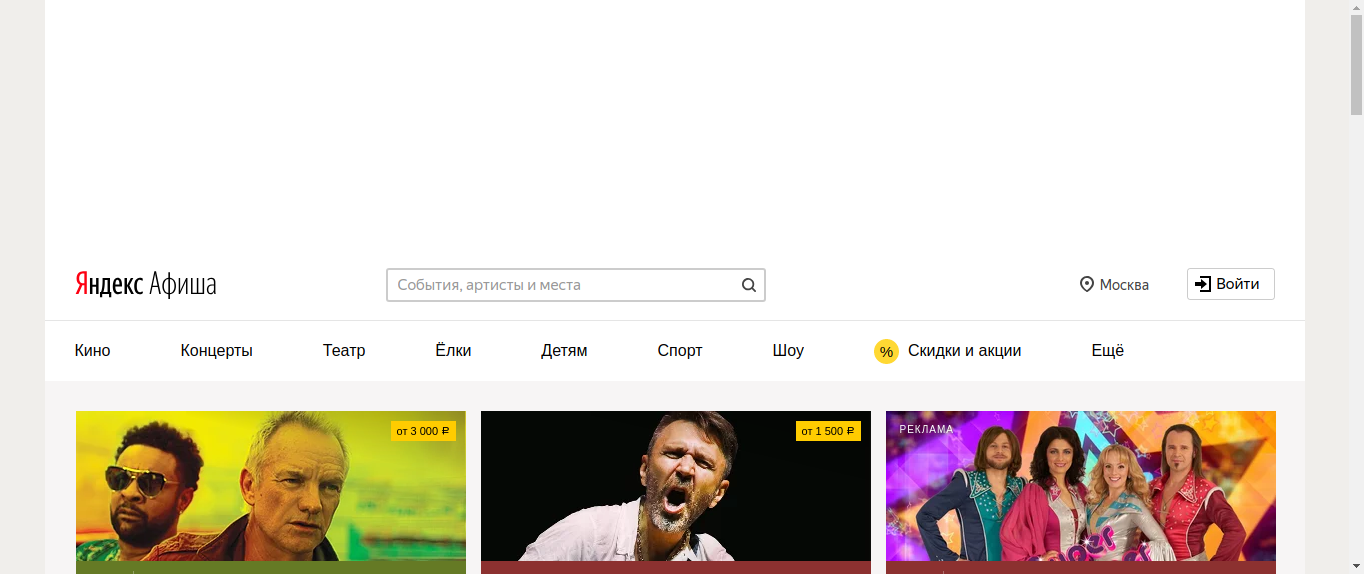 Яндекс Афиша
События, артисты и места
Москва
Войти
Кино
Концерты
Театр
Ёлки
Детям
Спорт
Шоу
% Скидки и акции
Ещё
от 3 000 ₽
от 1 500 ₽
РЕКЛАМА